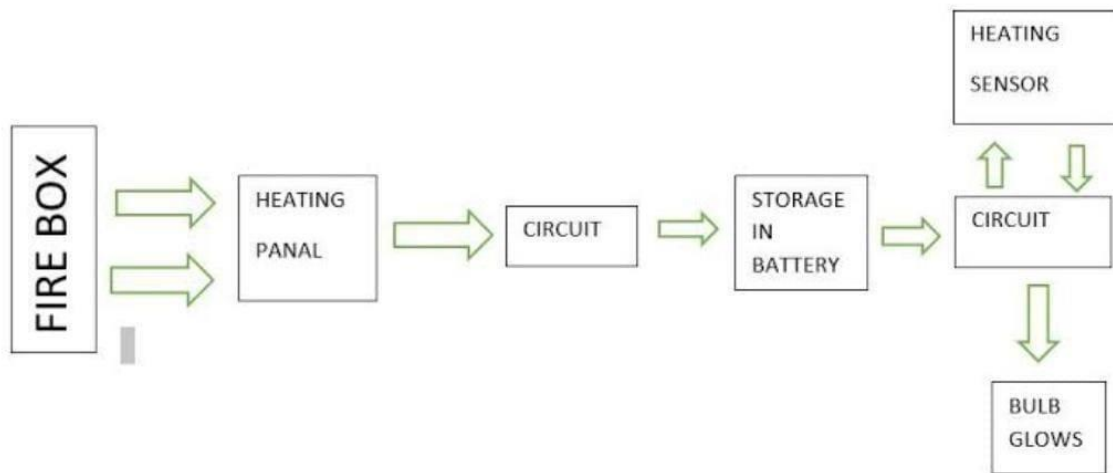 FIRE BOX
HEATING
PANAL
CIRCUIT
STORAGE
IN
BATTERY
HEATING
SENSOR
CIRCUIT
BULB
GLOWS